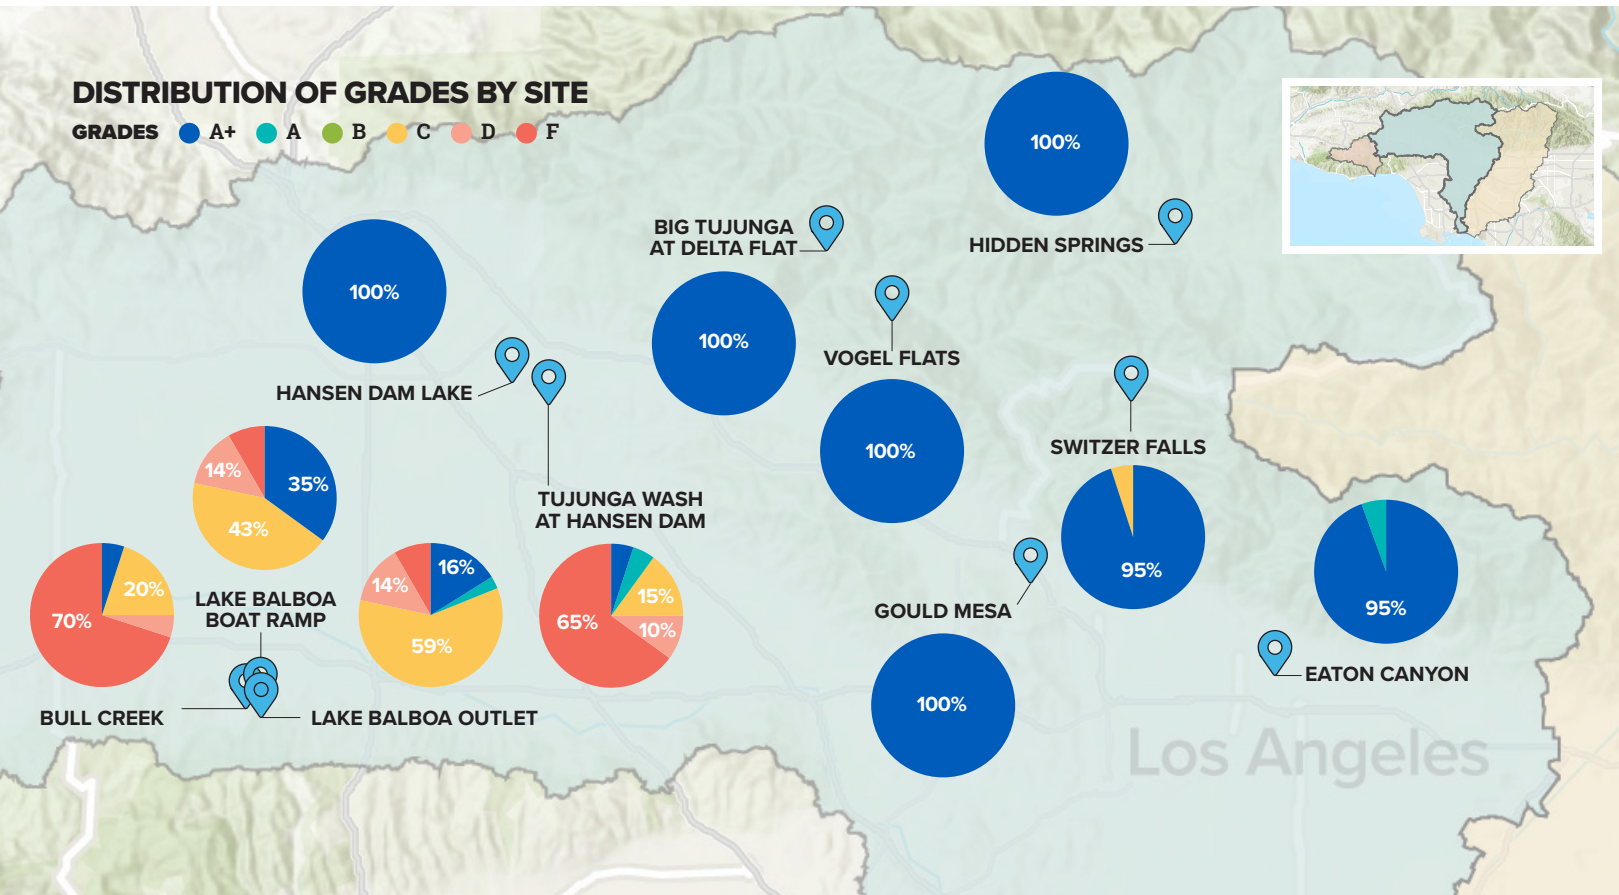 DISTRIBUTION OF GRADES BY SITE
GRADES A+ A B C D F
100%
HIDDEN SPRINGS
BIG TUJUNGA
AT DELTA FLAT
100%
100%
HANSEN DAM LAKE
VOGEL FLATS
100%
SWITZER FALLS
95%
TUJUNGA WASH
AT HANSEN DAM
65%
15%
10%
14%
35%
43%
LAKE BALBOA
BOAT RAMP
20%
70%
BULL CREEK
16%
14%
59%
LAKE BALBOA OUTLET
GOULD MESA
100%
95%
EATON CANYON
Los Angeles